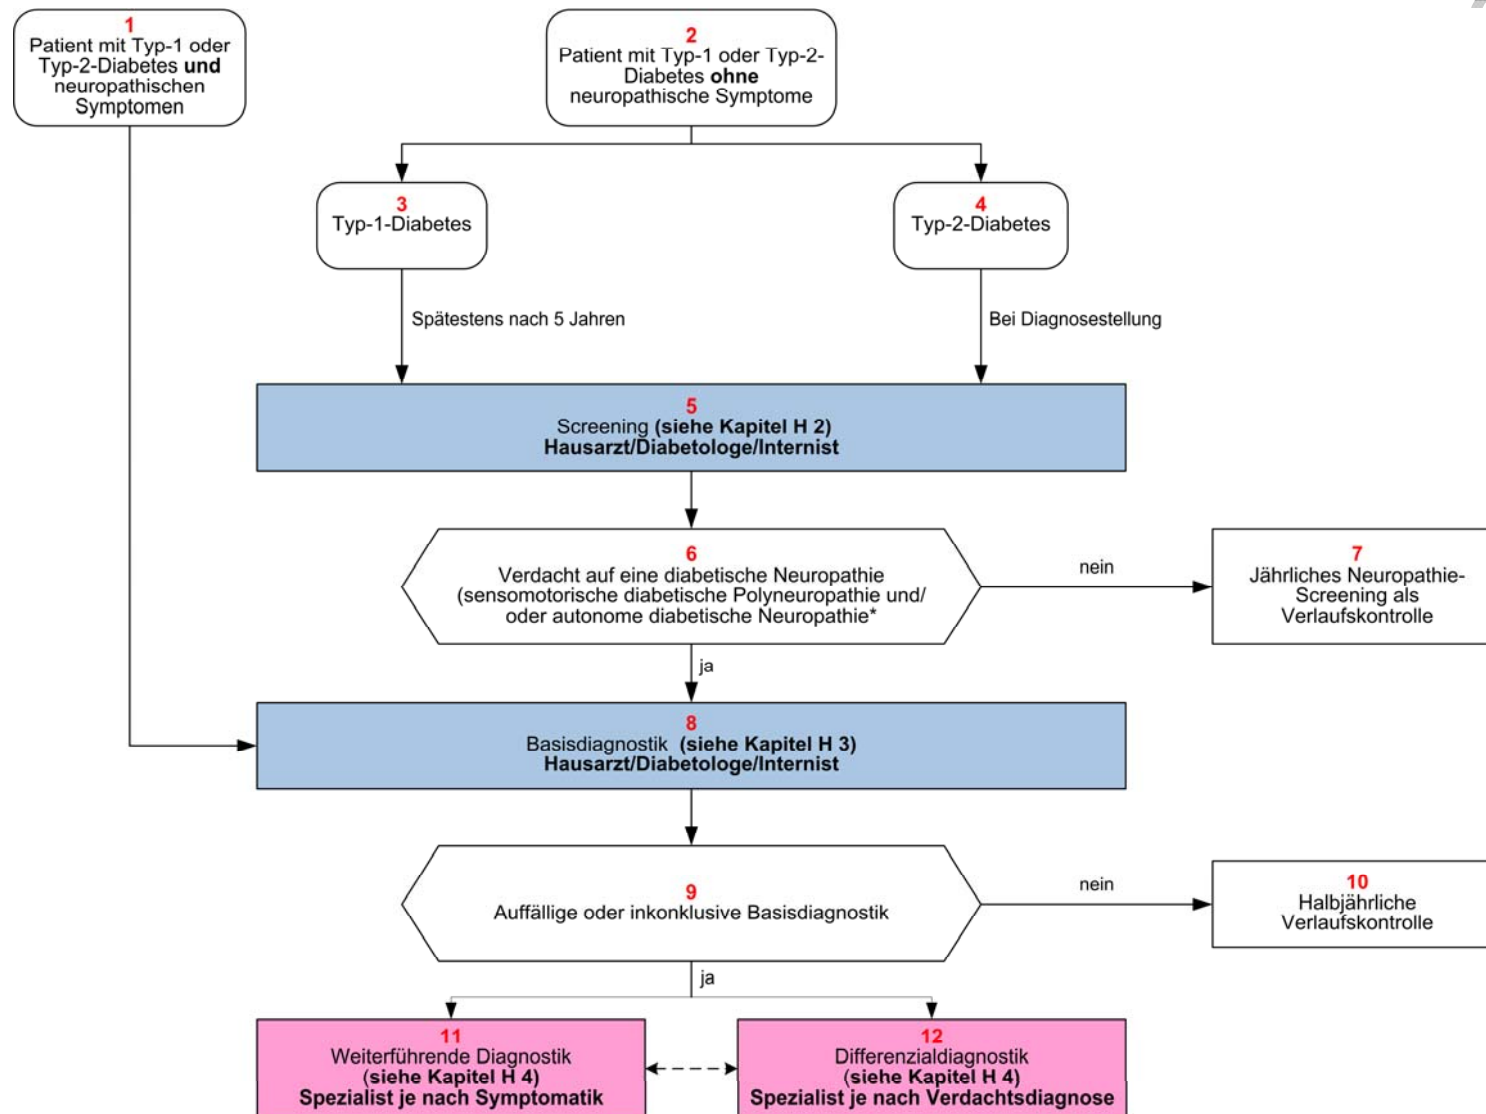 1
Patient mit Typ-1 oder
Typ-2-Diabetes und
neuropathischen
Symptomen
2
Patient mit Typ-1 oder Typ-2-
Diabetes ohne
neuropathische Symptome
3
Typ-1-Diabetes
4
Typ-2-Diabetes
Spätestens nach 5 Jahren
Bei Diagnosestellung
5
Screening (siehe Kapitel H 2)
Hausarzt/Diabetologe/Internist
6
Verdacht auf eine diabetische Neuropathie
(sensomotorische diabetische Polyneuropathie und/
oder autonome diabetische Neuropathie*
nein
7
Jährliches Neuropathie-
Screening als
Verlaufskontrolle
ja
8
Basisdiagnostik (siehe Kapitel H 3)
Hausarzt/Diabetologe/Internist
9
Auffällige oder inkonklusive Basisdiagnostik
nein
10
Halbjährliche
Verlaufskontrolle
ja
11
Weiterführende Diagnostik
(siehe Kapitel H 4)
Spezialist je nach Symptomatik
12
Differenzialdiagnostik
(siehe Kapitel H 4)
Spezialist je nach Verdachtsdiagnose